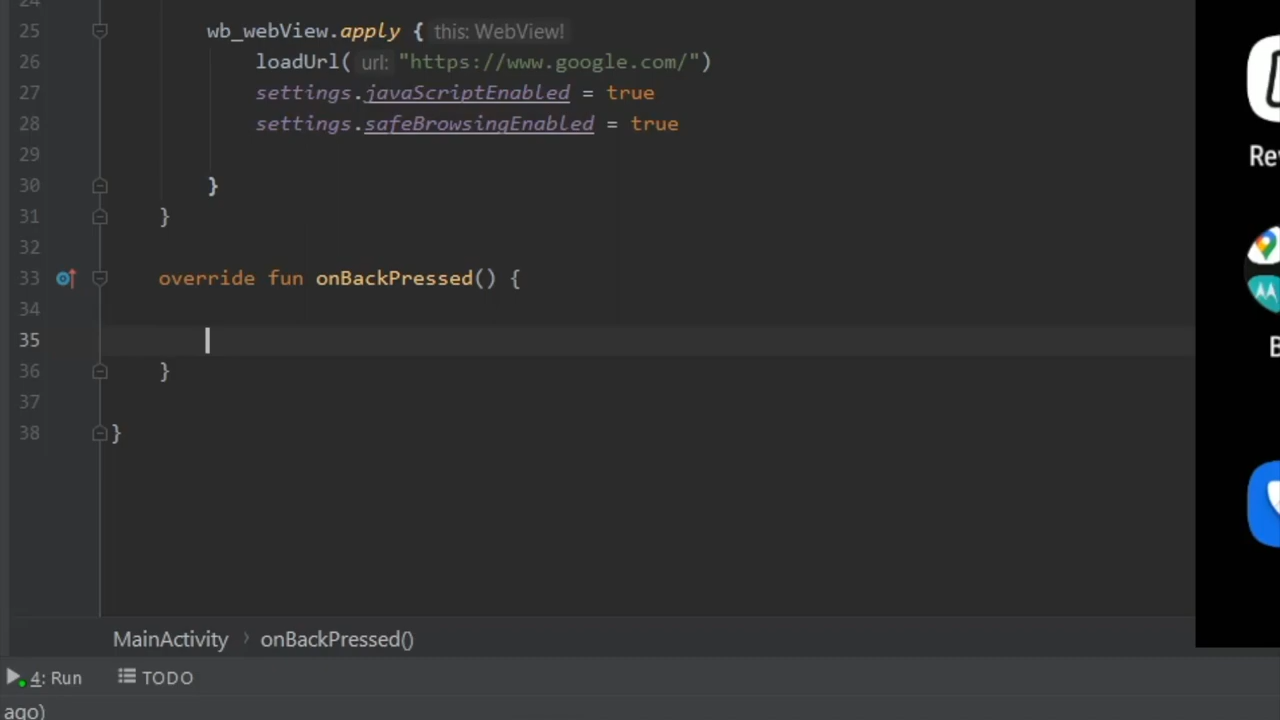 24
25 wb_webView.apply { this: WebView!
26 loadUrl( url: "https://www.google.com/")
27 settings.javaScriptEnabled = true
28 settings.safeBrowsingEnabled = true
29
30 }
31 }
32
33 override fun onBackPressed() {
34
35
36 }
37
38 }
MainActivity › onBackPressed()
4: Run TODO
ago)